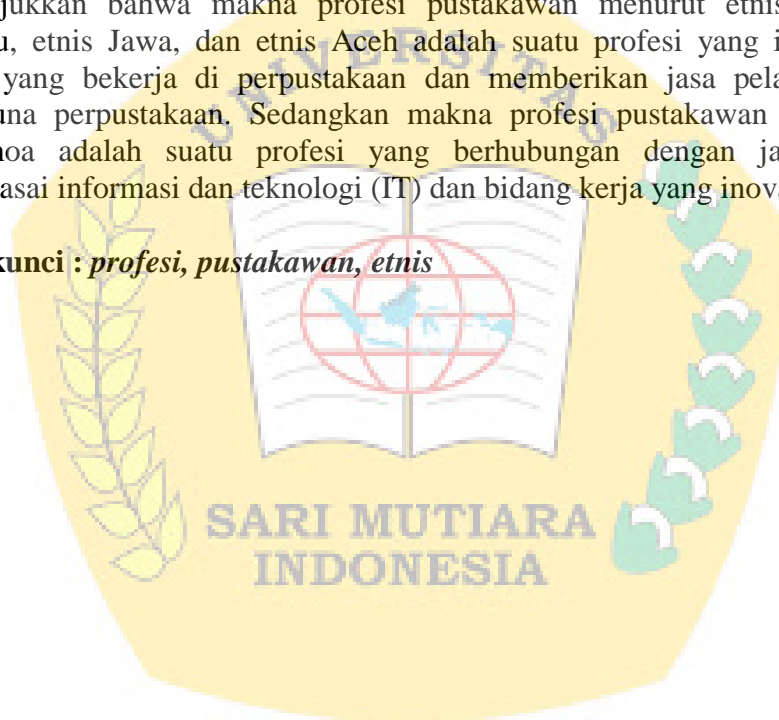 jukkan bahwa makna profesi pustakawan menurut etnis
u, etnis Jawa, dan etnis Aceh adalah suatu profesi yang i
yang bekerja di perpustakaan dan memberikan jasa pela
una perpustakaan. Sedangkan makna profesi pustakawan
noa adalah suatu profesi yang berhubungan dengan ja
asai informasi dan teknologi (IT) dan bidang kerja yang inova
kunci : profesi, pustakawan, etnis
UNIVERSITAS
SARI MUTIARA
INDONESIA